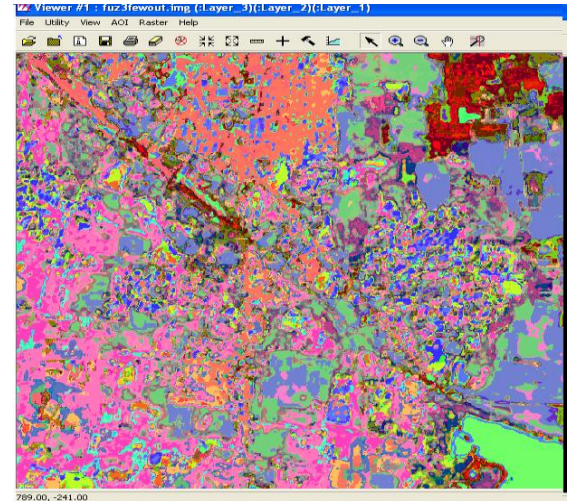 Viewer #1 : fuz3fewout.img (:Layer_3)(:Layer_2)(:Layer_1)
File Utility View AOI Raster Help
789.00, -241.00